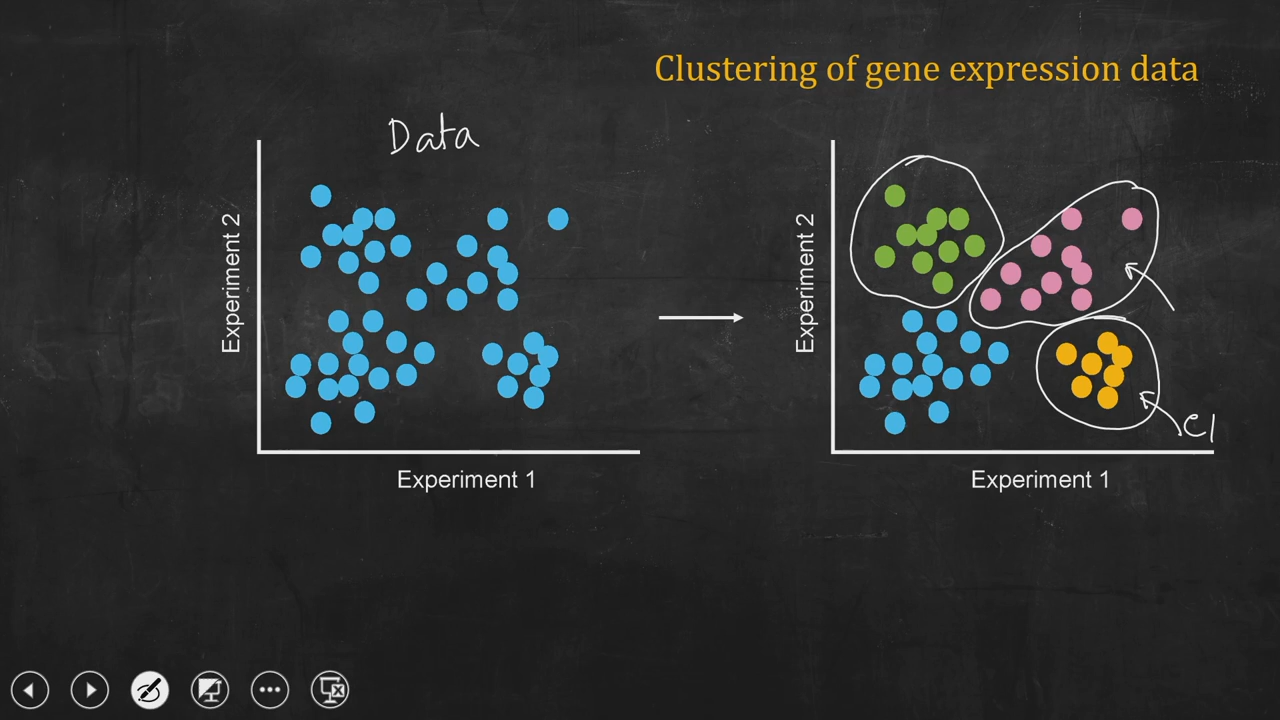 Clustering of gene expression data
Data
Experiment 2
Experiment 1
Experiment 2
Experiment 1